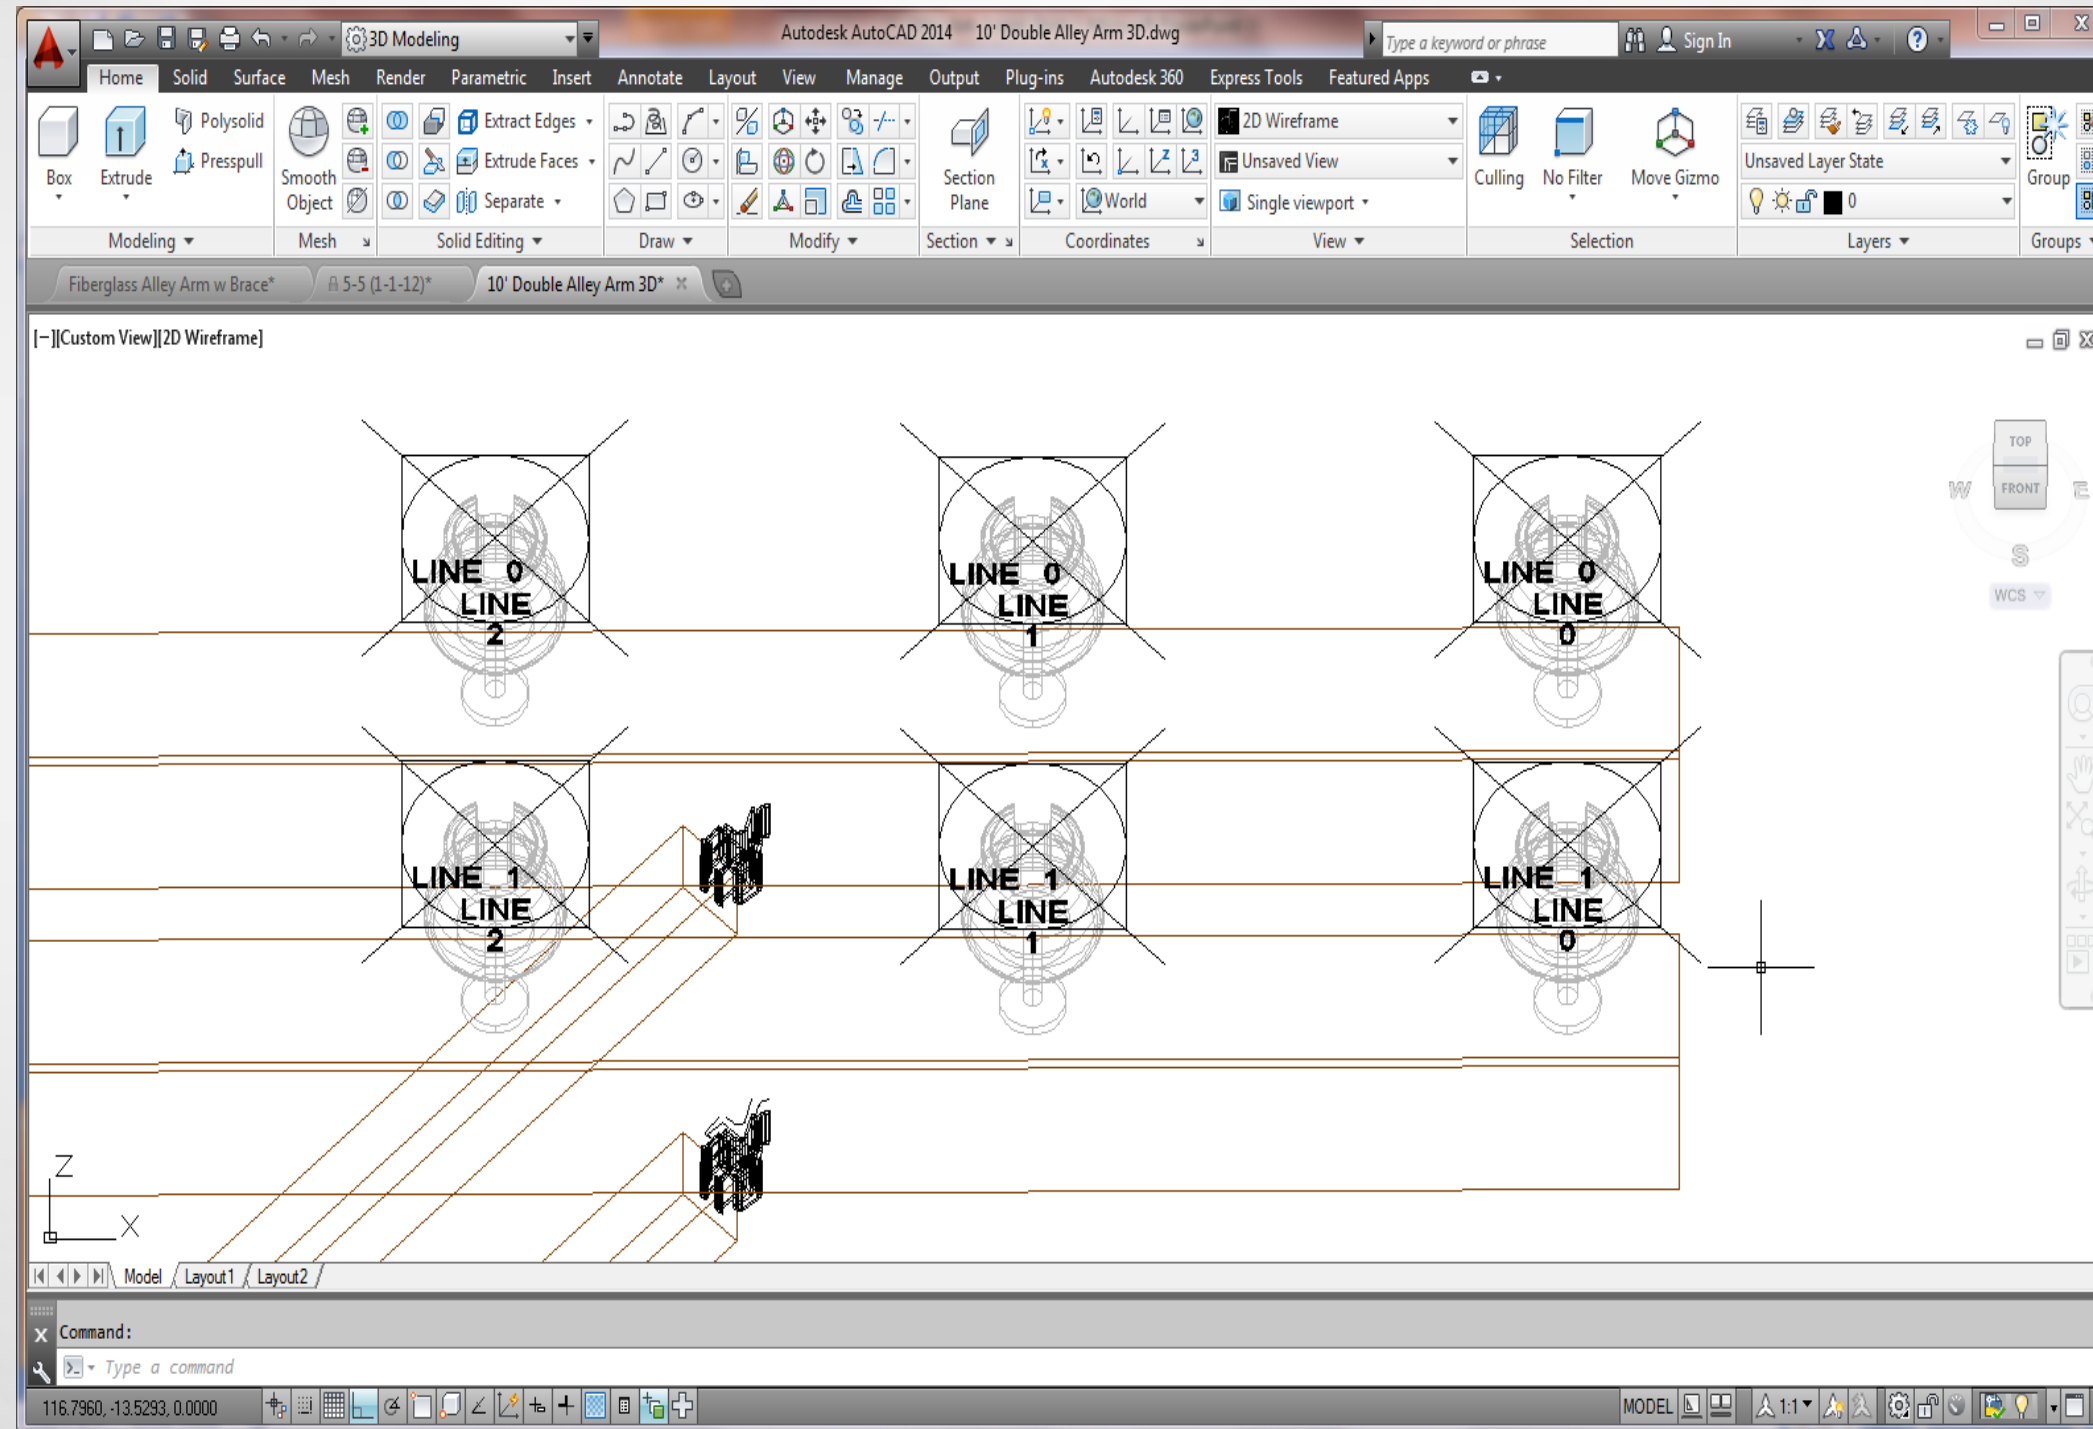 Autodesk AutoCAD 2014 10' Double Alley Arm 3D.dwg
3D Modeling
Type a keyword or phrase
Sign In
Home Solid Surface Mesh Render Parametric Insert Annotate Layout View Manage Output Plug-ins Autodesk 360 Express Tools Featured Apps
Box
Extrude
Polysolid
Presspull
Smooth
Object
Extract Edges
Extrude Faces
Separate
Section
Plane
World
2D Wireframe
Unsaved View
Single viewport
Culling
No Filter
Move Gizmo
Unsaved Layer State
0
Group
Modeling Mesh Solid Editing Draw Modify Section Coordinates View Selection Layers Groups
Fiberglass Alley Arm w Brace* 5-5 (1-1-12)* 10' Double Alley Arm 3D*
[−][Custom View][2D Wireframe]
TOP
FRONT
W
E
S
WCS
LINE 0
LINE
2
LINE 0
LINE
1
LINE 0
LINE
0
LINE 1
LINE
2
LINE 1
LINE
1
LINE 1
LINE
0
Z
X
Model Layout1 Layout2
Command:
Type a command
116.7960, -13.5293, 0.0000
MODEL
1:1